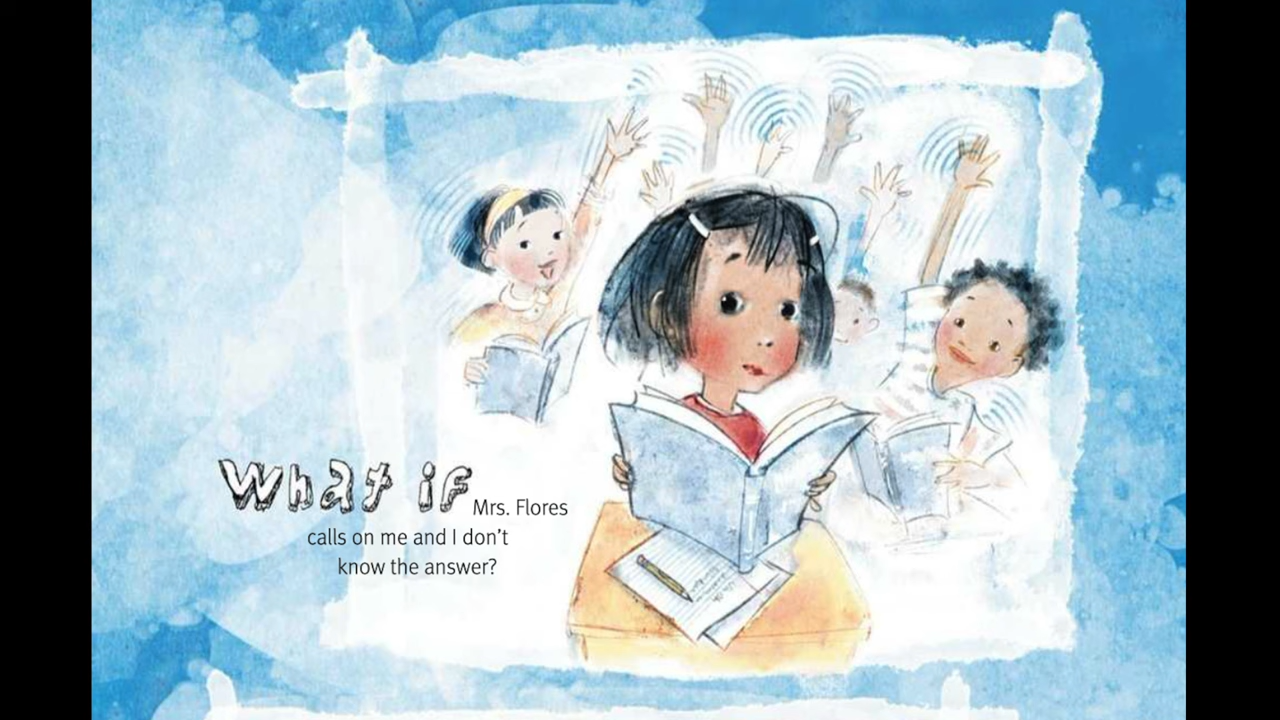 What if Mrs. Flores
calls on me and I don’t
know the answer?